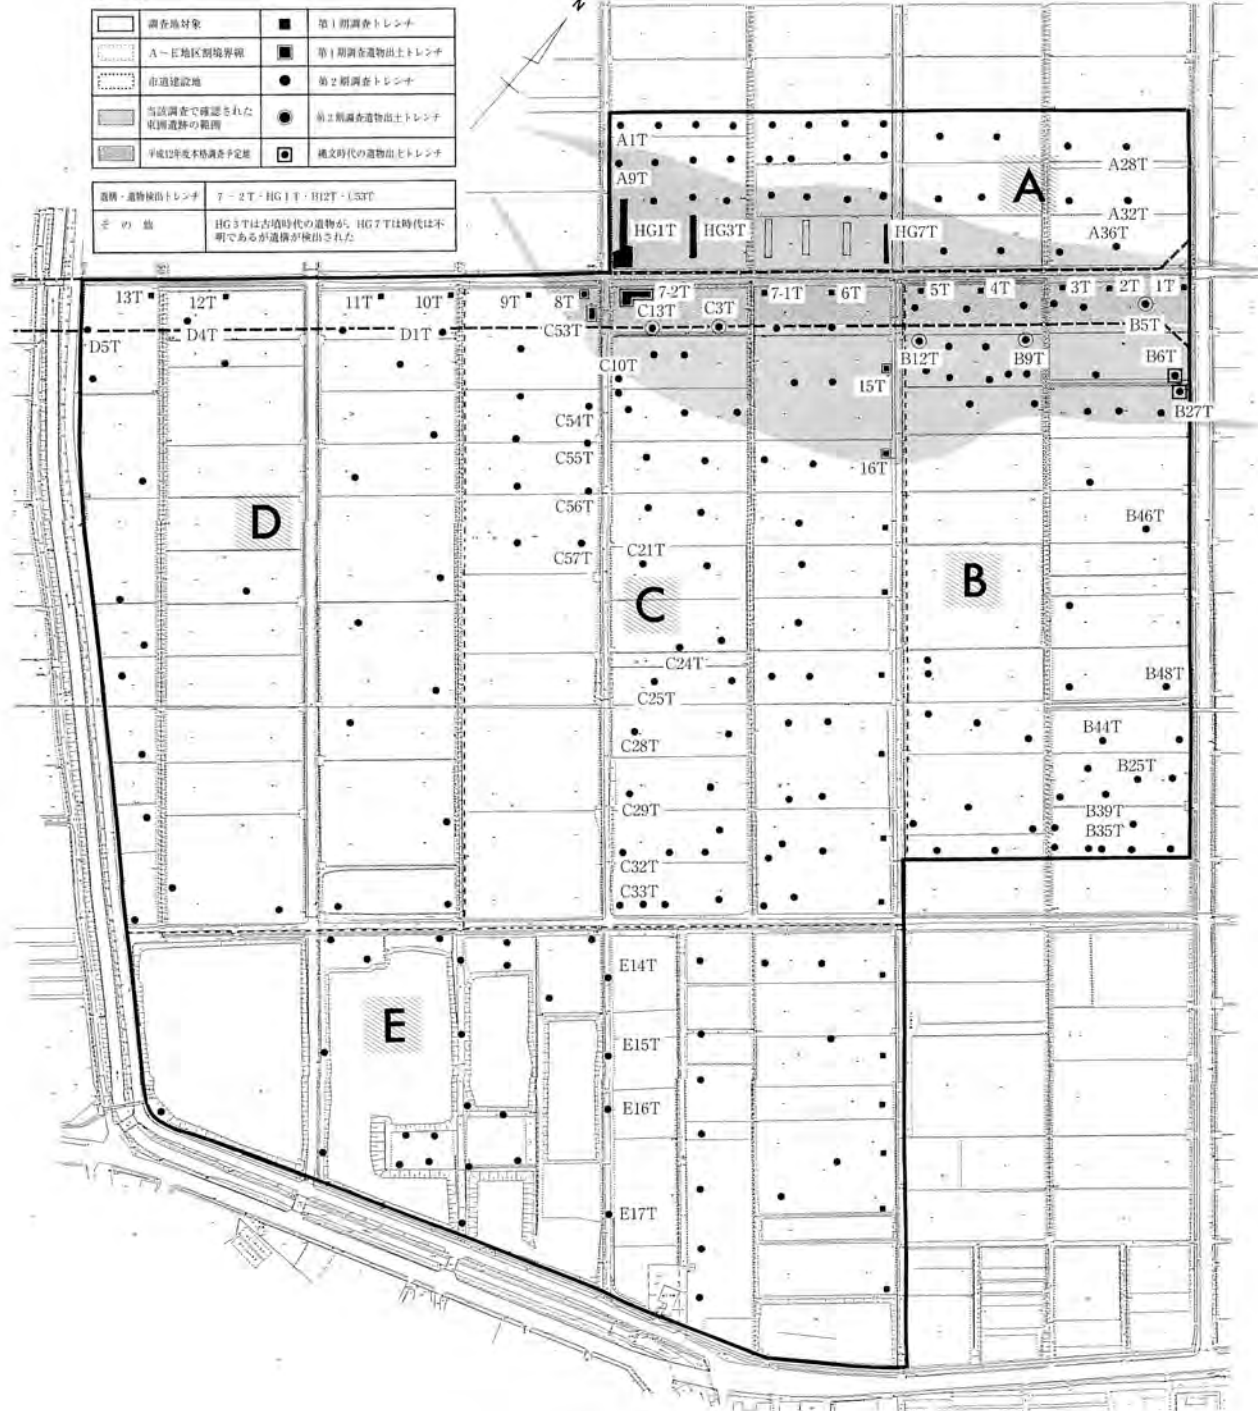 調査地対象
第1期調査トレンチ
A～E地区割境界線
第1期調査遺物出土トレンチ
市道建設地
第2期調査トレンチ
当該調査で確認された
東囲遺跡の範囲
第2期調査遺物出土トレンチ
平成12年度本格調査予定地
縄文時代の遺物出土トレンチ
遺構・遺物検出トレンチ
7－2T・HG1T・B12T・C53T
その他
HG3Tは古墳時代の遺物が、HG7Tは時代は不
明であるが遺構が検出された
N
A1T
A9T
A
A28T
A32T
A36T
HG1T
HG3T
HG7T
13T
12T
11T
10T
9T
8T
7-2T
7-1T
6T
5T
4T
3T
2T
1T
D5T
D4T
D1T
C53T
C13T
C3T
B5T
B12T
B9T
B6T
C10T
15T
B27T
C54T
C55T
16T
C56T
D
B46T
C57T
C21T
C
B
C24T
C25T
B48T
C28T
B44T
B25T
C29T
B39T
B35T
C32T
C33T
E14T
E
E15T
E16T
E17T